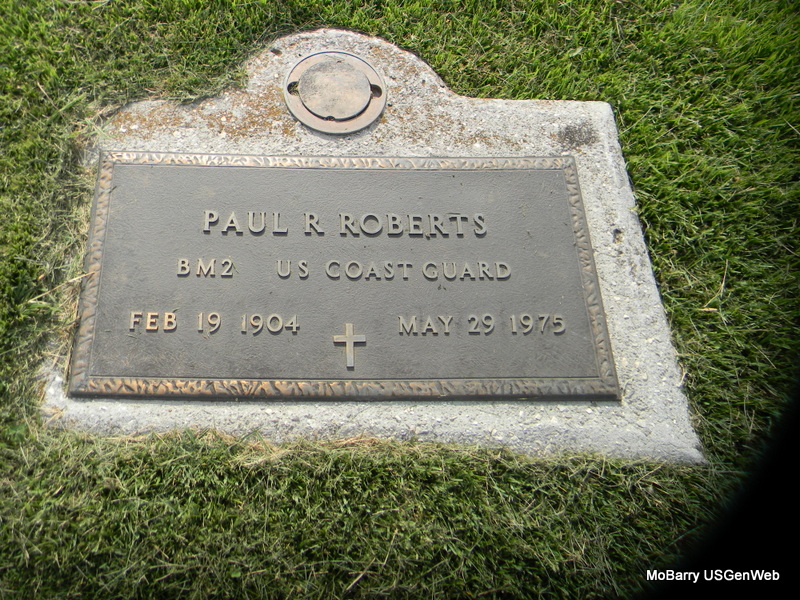 PAUL R ROBERTS
BM2 US COAST GUARD
FEB 19 1904 MAY 29 1975
MoBarry USGenWeb